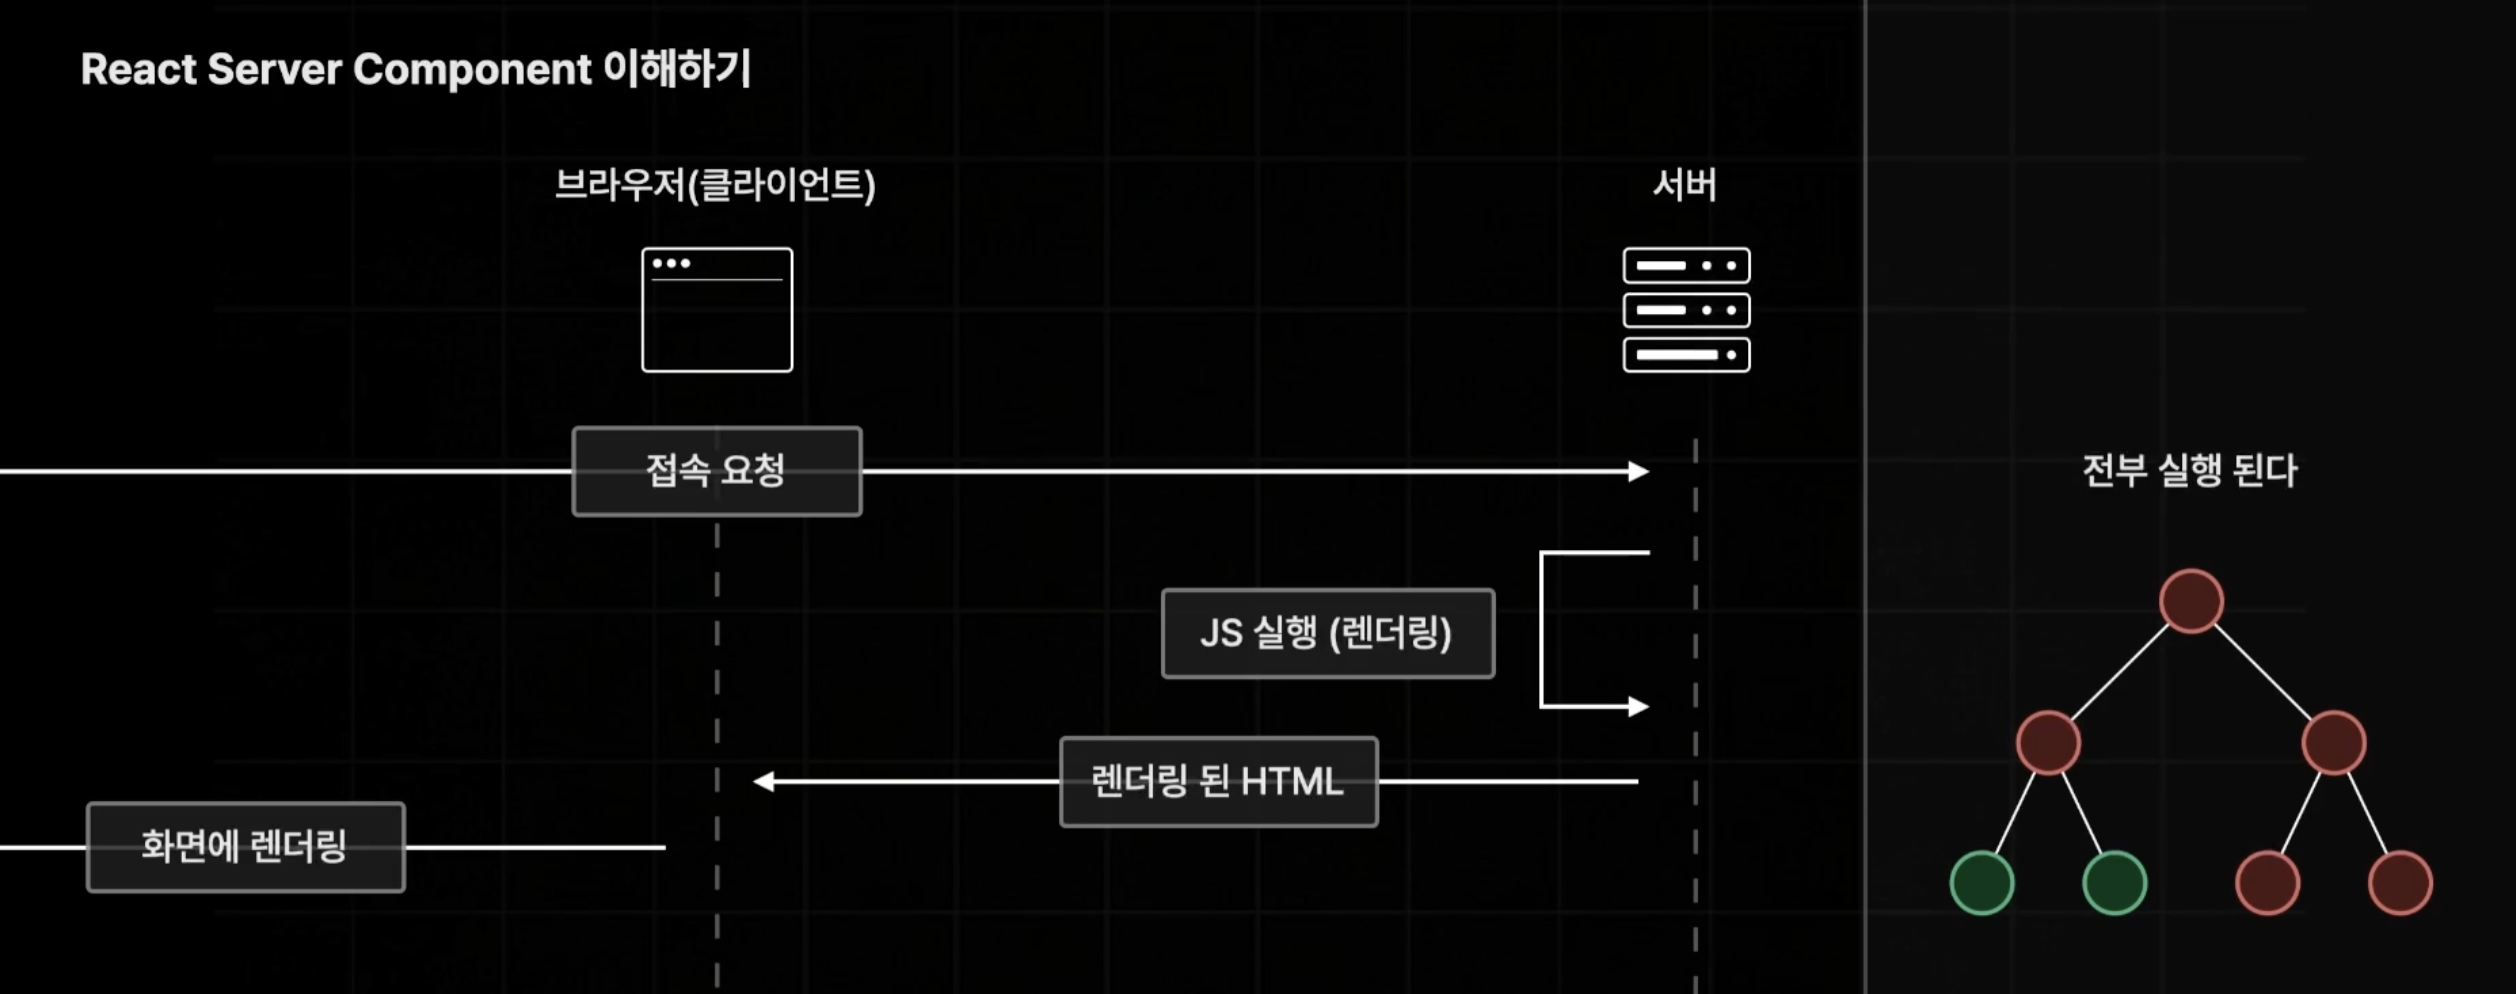 React Server Component 이해하기
브라우저(클라이언트)
서버
접속 요청
전부 실행 된다
JS 실행 (렌더링)
렌더링 된 HTML
화면에 렌더링